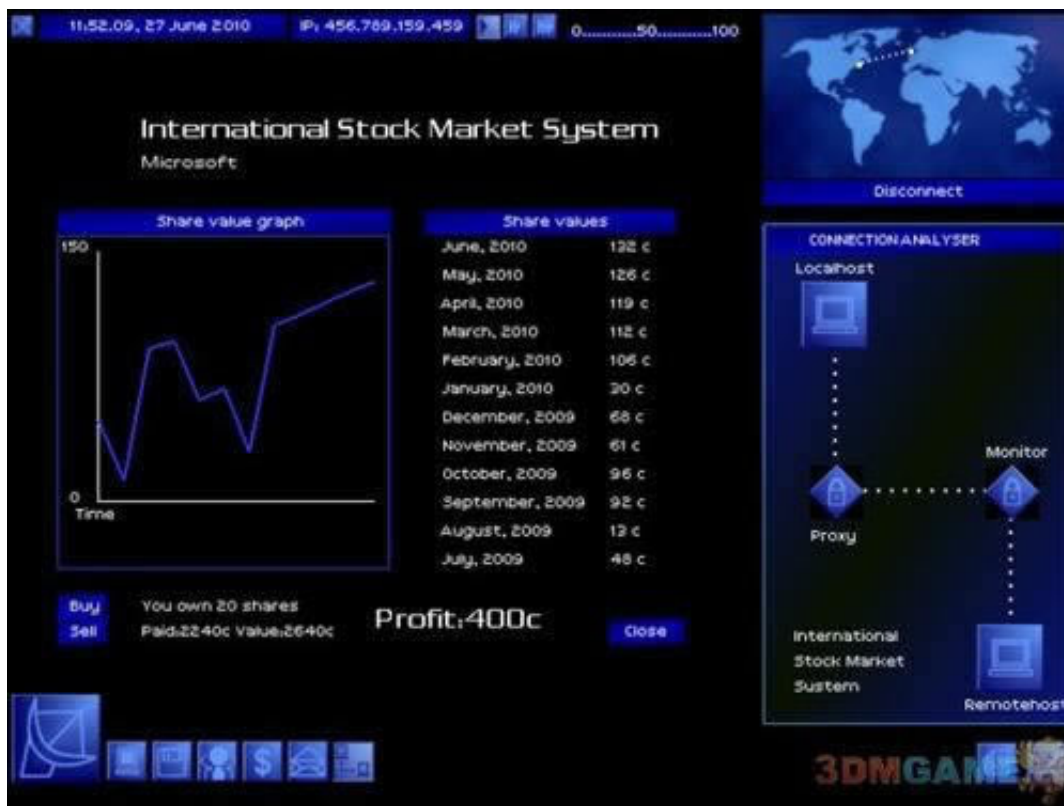 11:52.09, 27 June 2010
IP: 456.789.159.459
0............50............100
International Stock Market System
Microsoft
Disconnect
Share value graph
150
0
Time
Share values
June, 2010 132 c
May, 2010 126 c
April, 2010 119 c
March, 2010 112 c
February, 2010 106 c
January, 2010 30 c
December, 2009 68 c
November, 2009 61 c
October, 2009 96 c
September, 2009 92 c
August, 2009 13 c
July, 2009 48 c
Buy
You own 20 shares
Sell
Paid:2240c Value:2640c
Profit:400c
Close
CONNECTION ANALYSER
Localhost
Monitor
Proxy
International
Stock Market
System
Remotehost
3DMGAME